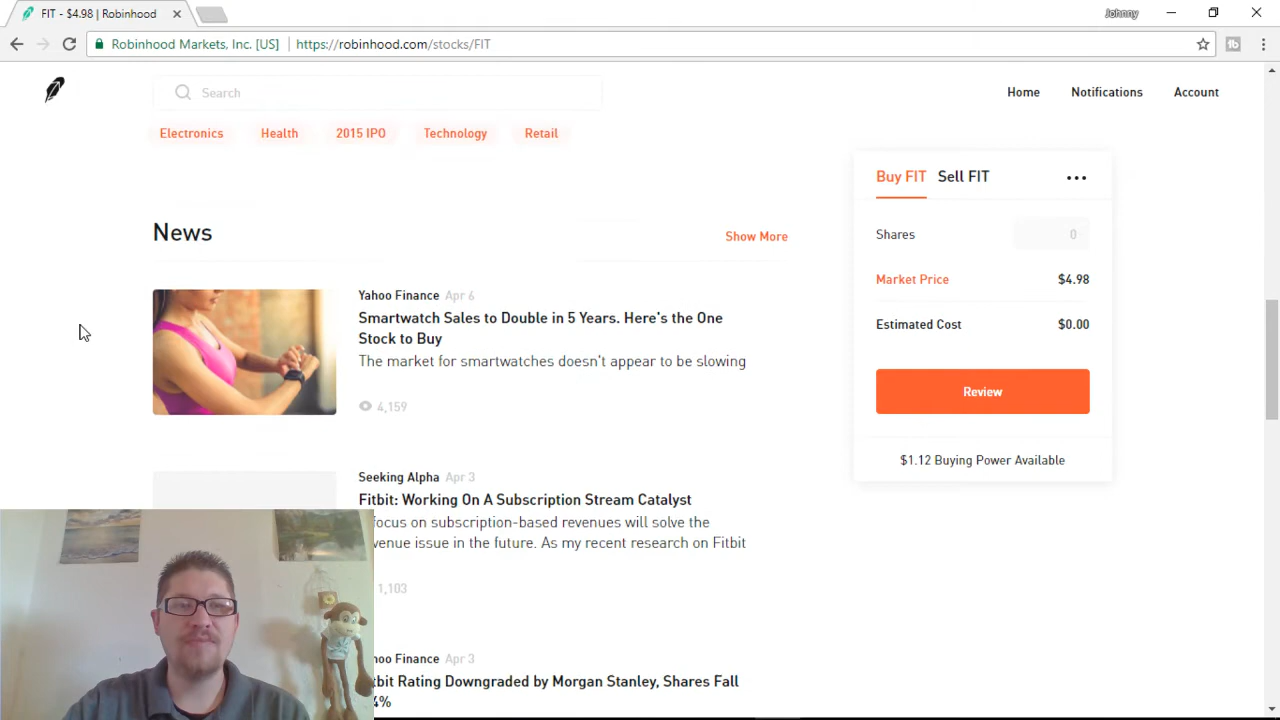 FIT - $4.98 | Robinhood
Johnny
Robinhood Markets, Inc. [US] https://robinhood.com/stocks/FIT
Search
Home Notifications Account
Electronics Health 2015 IPO Technology Retail
News
Show More
Yahoo Finance Apr 6
Smartwatch Sales to Double in 5 Years. Here's the One
Stock to Buy
The market for smartwatches doesn't appear to be slowing
4,159
Seeking Alpha Apr 3
Fitbit: Working On A Subscription Stream Catalyst
focus on subscription-based revenues will solve the
venue issue in the future. As my recent research on Fitbit
1,103
hoo Finance Apr 3
tbit Rating Downgraded by Morgan Stanley, Shares Fall
4%
Buy FIT Sell FIT
Shares 0
Market Price $4.98
Estimated Cost $0.00
Review
$1.12 Buying Power Available